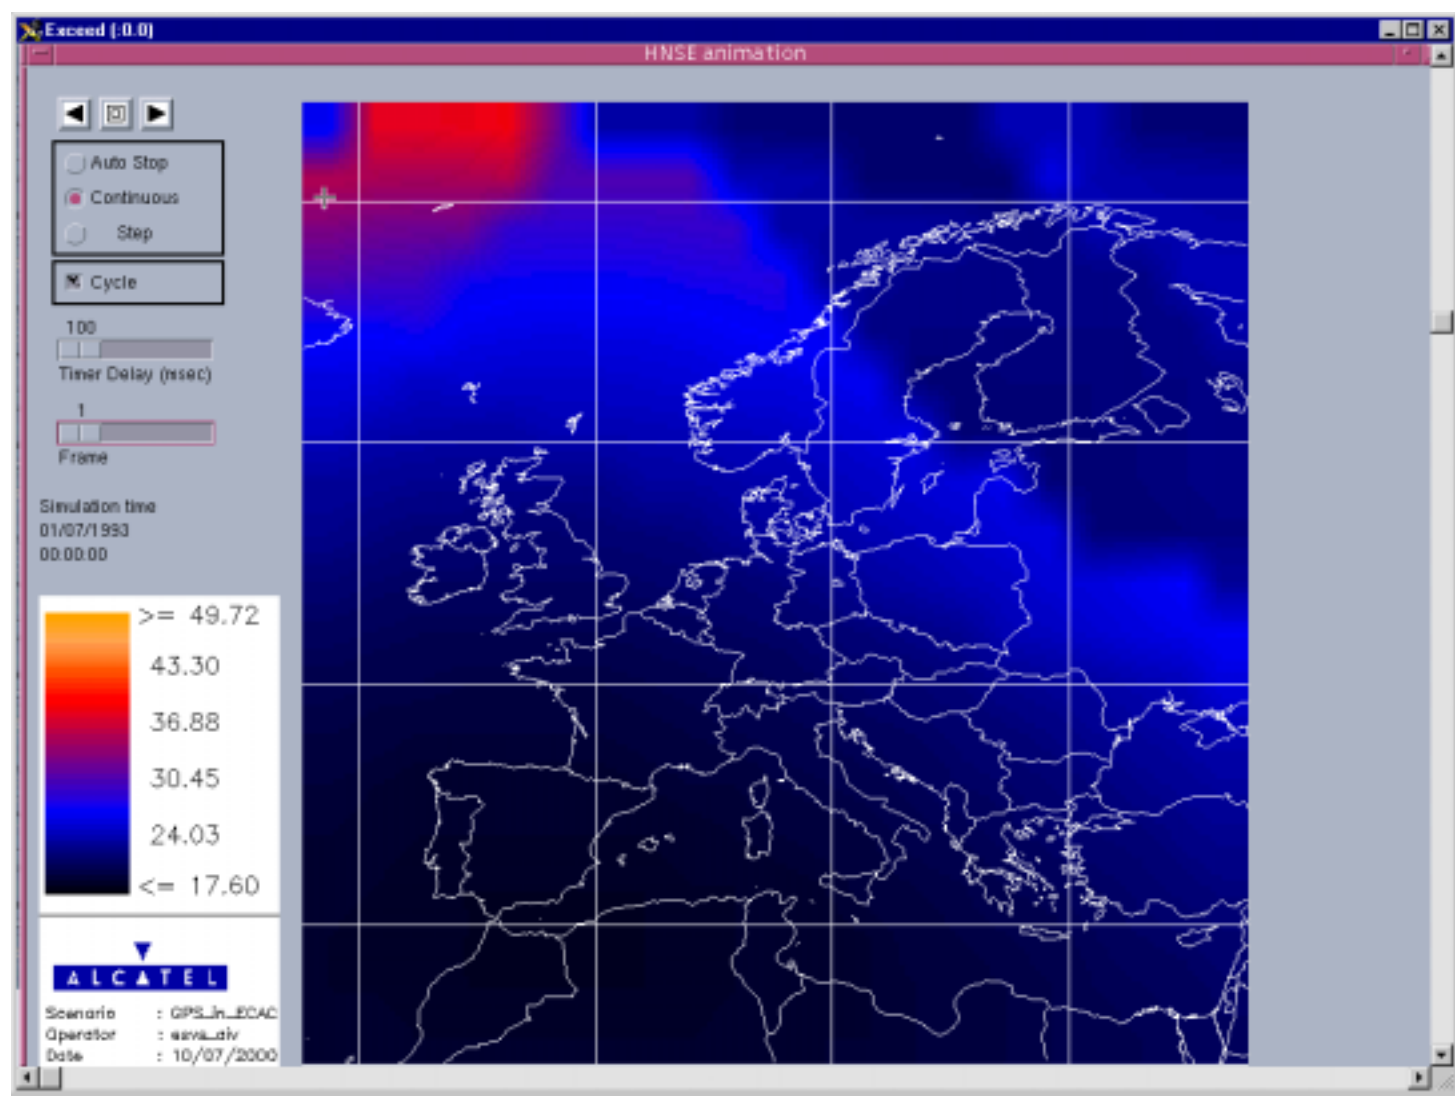 Exceed (:0.0)
HNSE animation
Auto Stop
Continuous
Step
Cycle
100
Timer Delay (msec)
1
Frame
Simulation time
01/07/1993
00:00:00
>= 49.72
43.30
36.88
30.45
24.03
<= 17.60
ALCATEL
Scenario : GPS_in_ECAC
Operator : esvs_aiv
Date : 10/07/2000